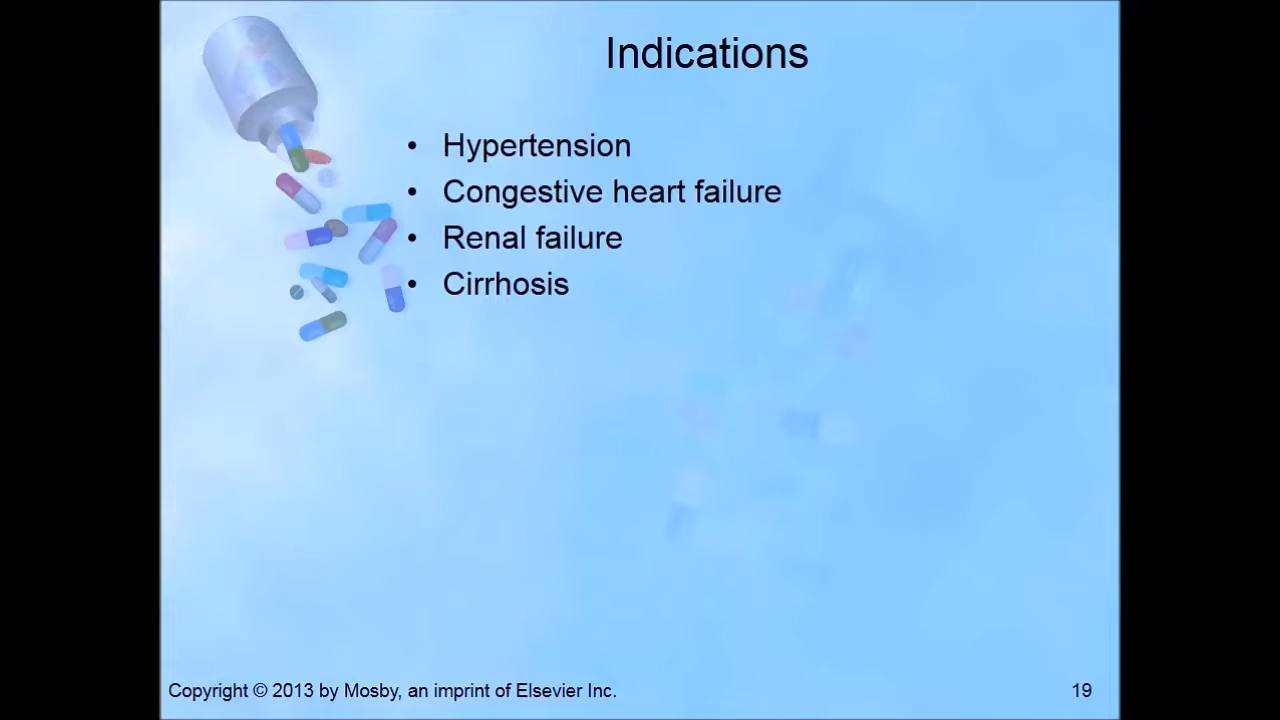 Indications
• Hypertension
• Congestive heart failure
• Renal failure
• Cirrhosis
Copyright © 2013 by Mosby, an imprint of Elsevier Inc.
19